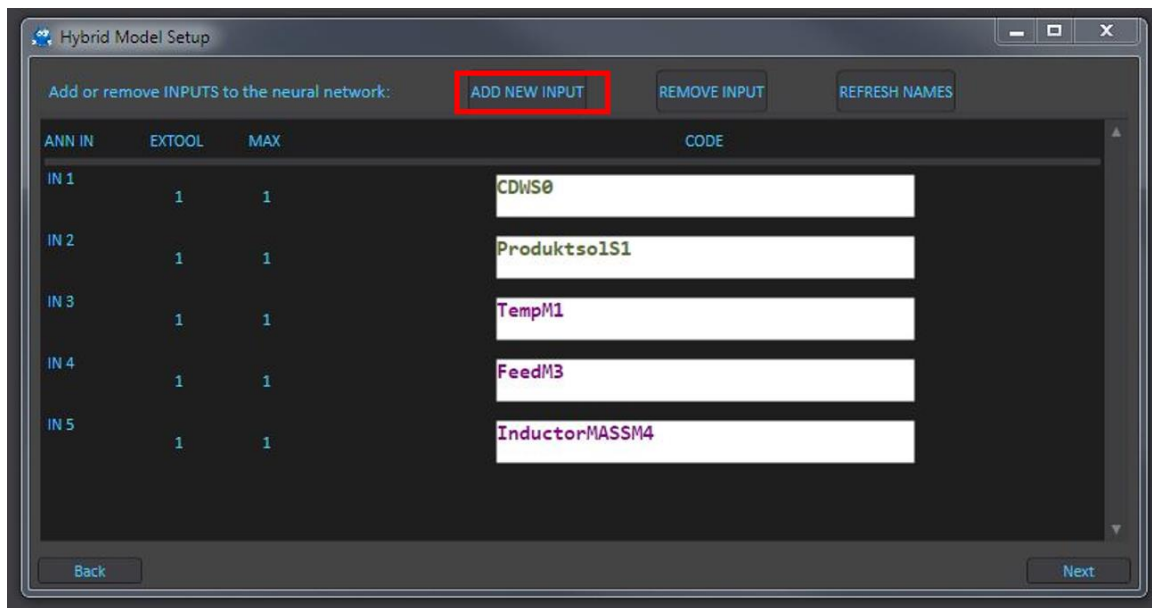 Hybrid Model Setup
Add or remove INPUTS to the neural network: ADD NEW INPUT REMOVE INPUT REFRESH NAMES
ANN IN EXTOOL MAX CODE
IN 1 1 1 CDWS0
IN 2 1 1 ProduktsolS1
IN 3 1 1 TempM1
IN 4 1 1 FeedM3
IN 5 1 1 InductorMASSM4
Back Next